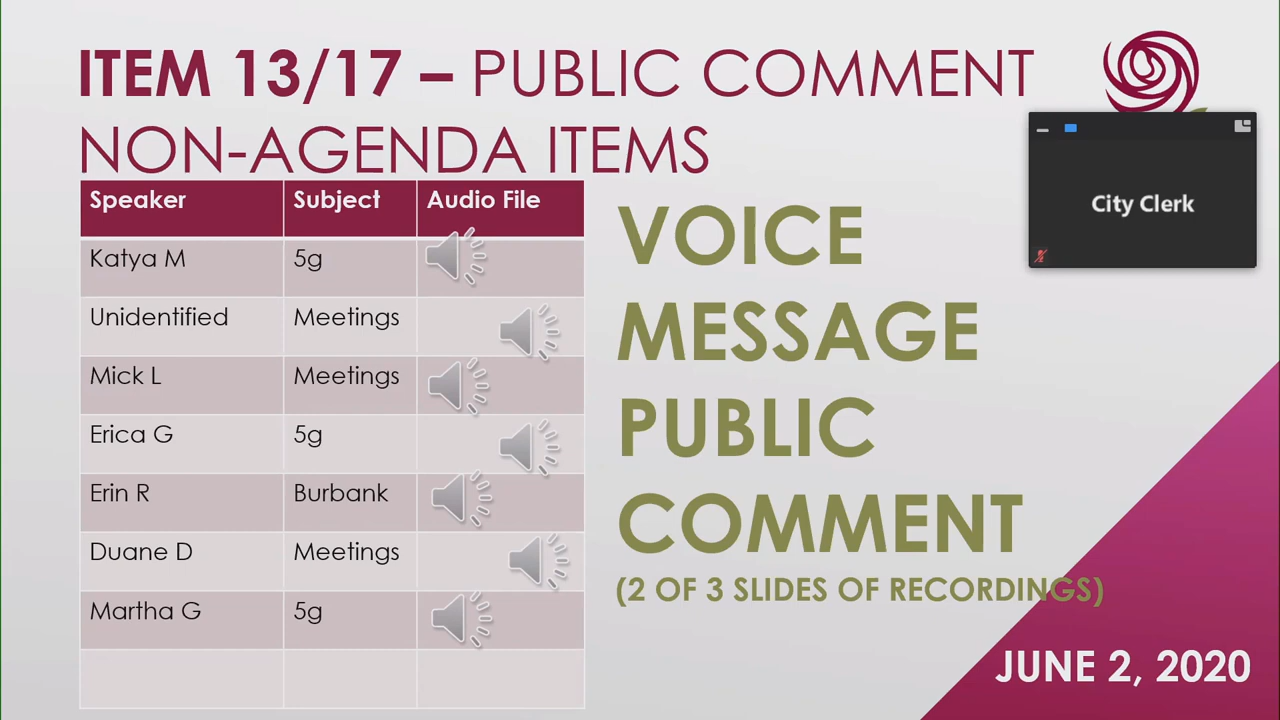 ITEM 13/17 – PUBLIC COMMENT
NON-AGENDA ITEMS
Speaker Subject Audio File
Katya M 5g
Unidentified Meetings
Mick L Meetings
Erica G 5g
Erin R Burbank
Duane D Meetings
Martha G 5g
VOICE
MESSAGE
PUBLIC
COMMENT
(2 OF 3 SLIDES OF RECORDINGS)
City Clerk
JUNE 2, 2020